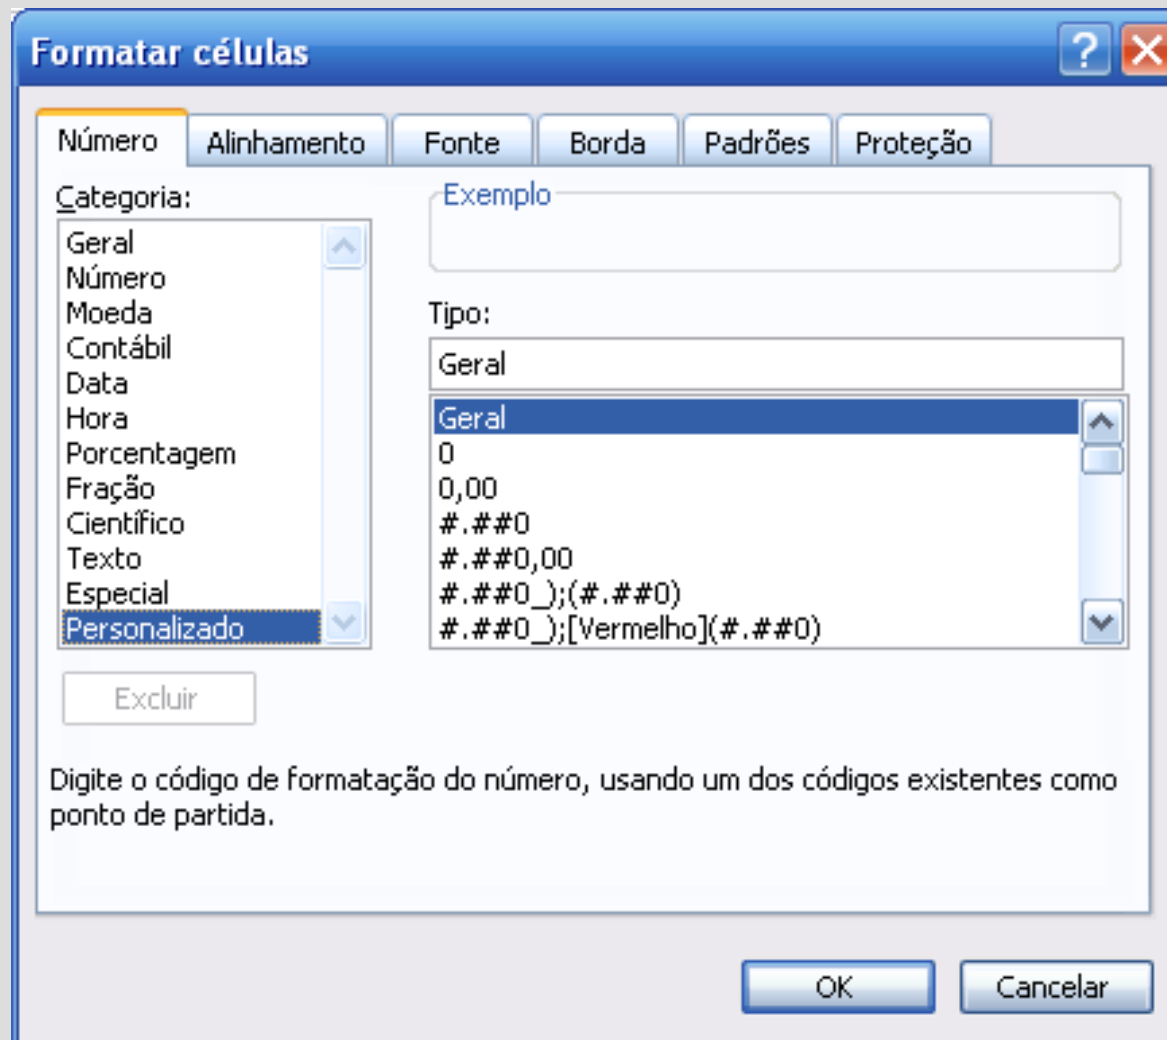 Formatar células
Número Alinhamento Fonte Borda Padrões Proteção
Categoria:
Geral
Número
Moeda
Contábil
Data
Hora
Porcentagem
Fração
Científico
Texto
Especial
Personalizado
Excluir
Exemplo
Tipo:
Geral
Geral
0
0,00
#.##0
#.##0,00
#.##0_);(#.##0)
#.##0_);[Vermelho](#.##0)
Digite o código de formatação do número, usando um dos códigos existentes como
ponto de partida.
OK Cancelar